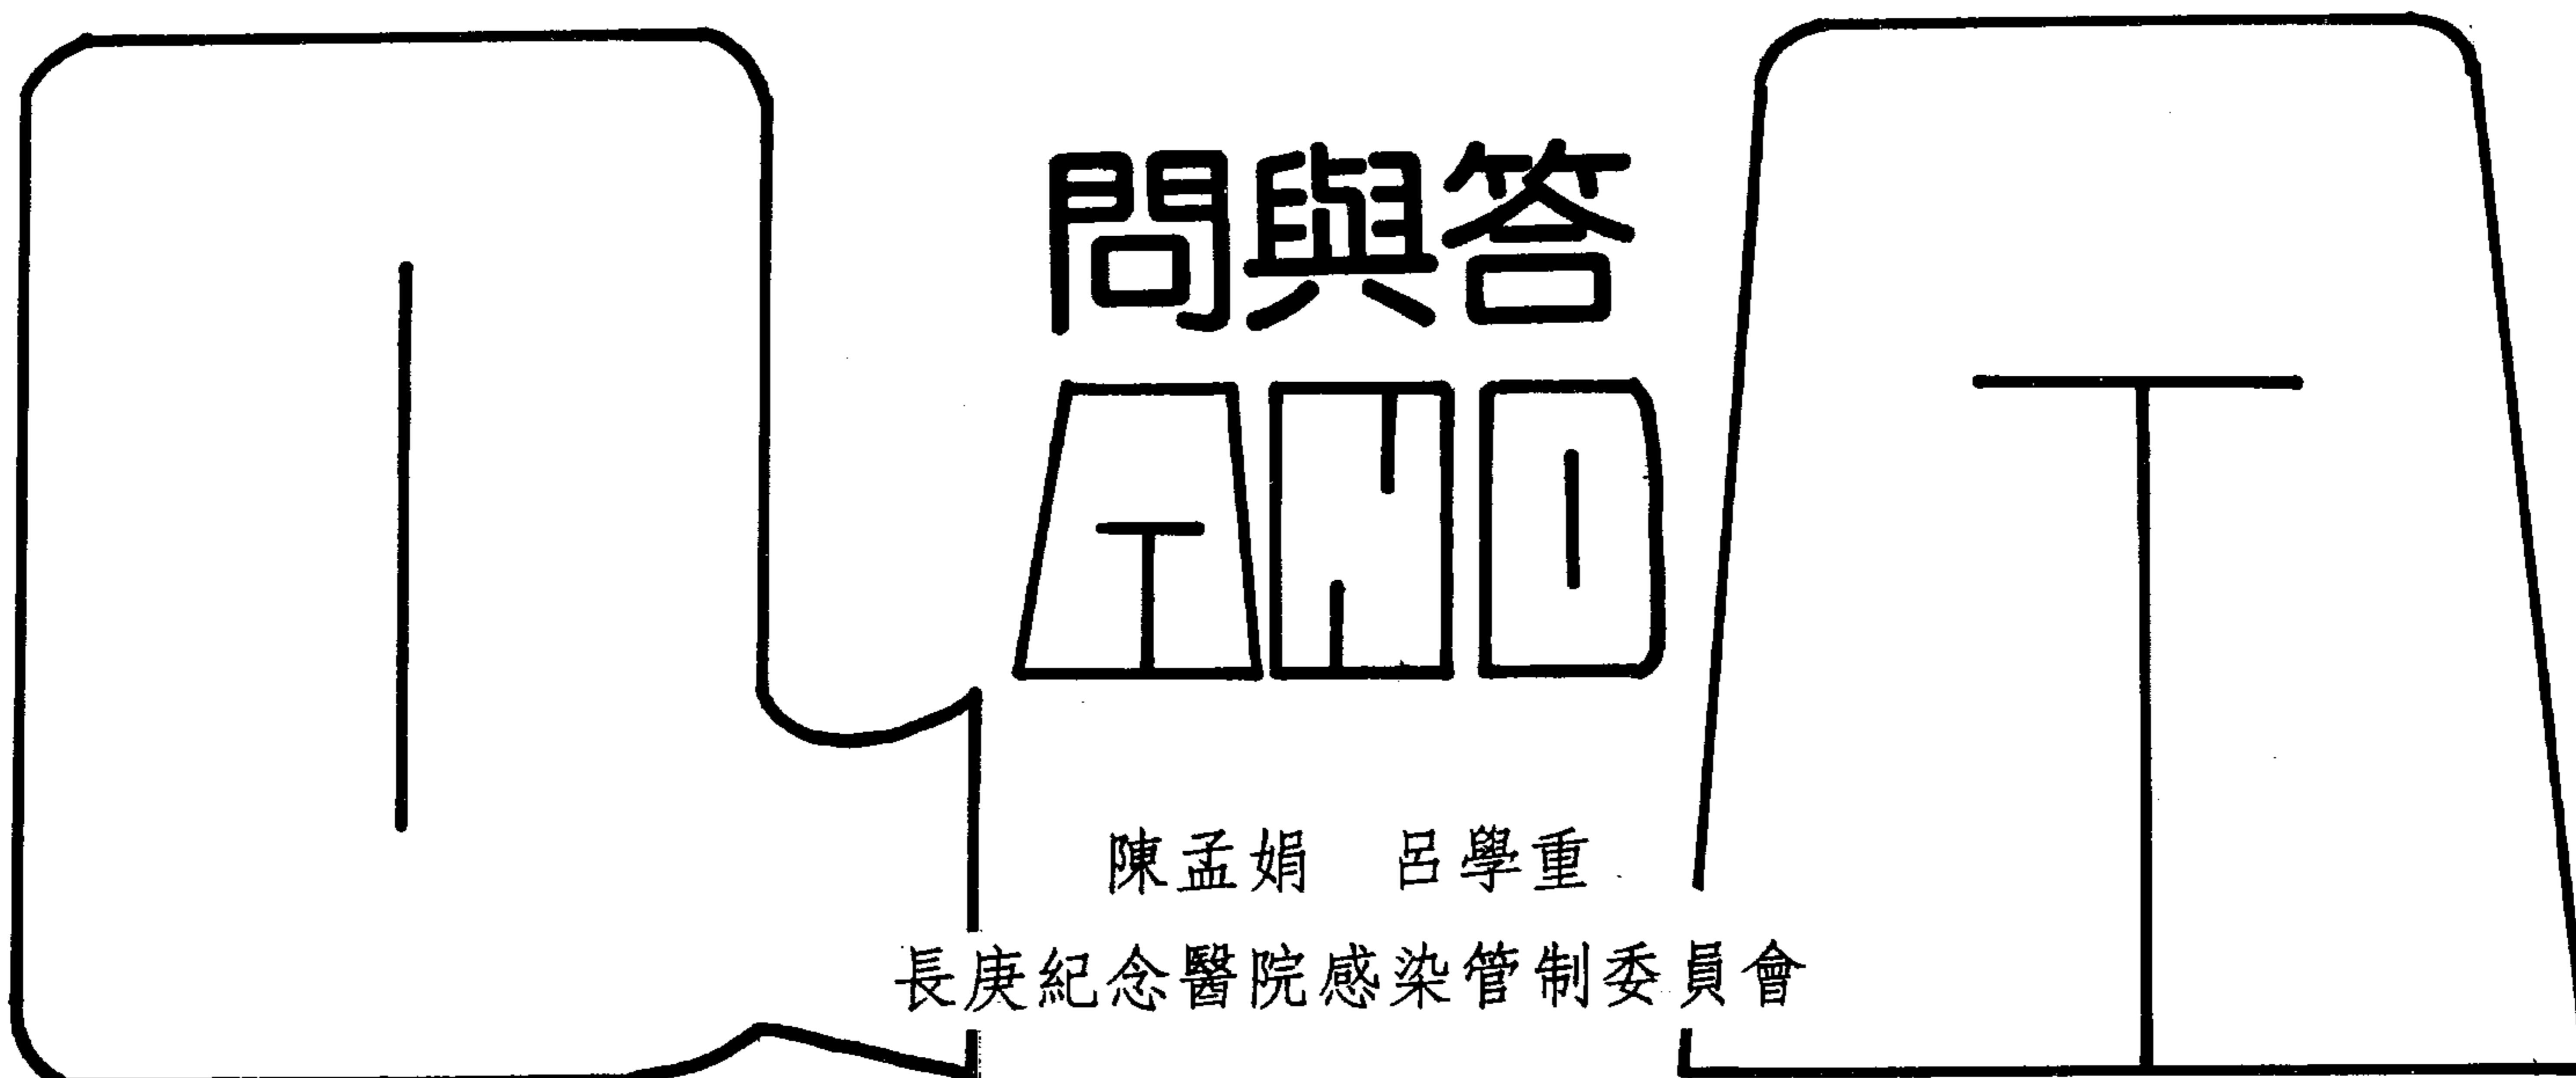 Q
問與答
AND
A
陳孟娟　呂學重
長庚紀念醫院感染管制委員會